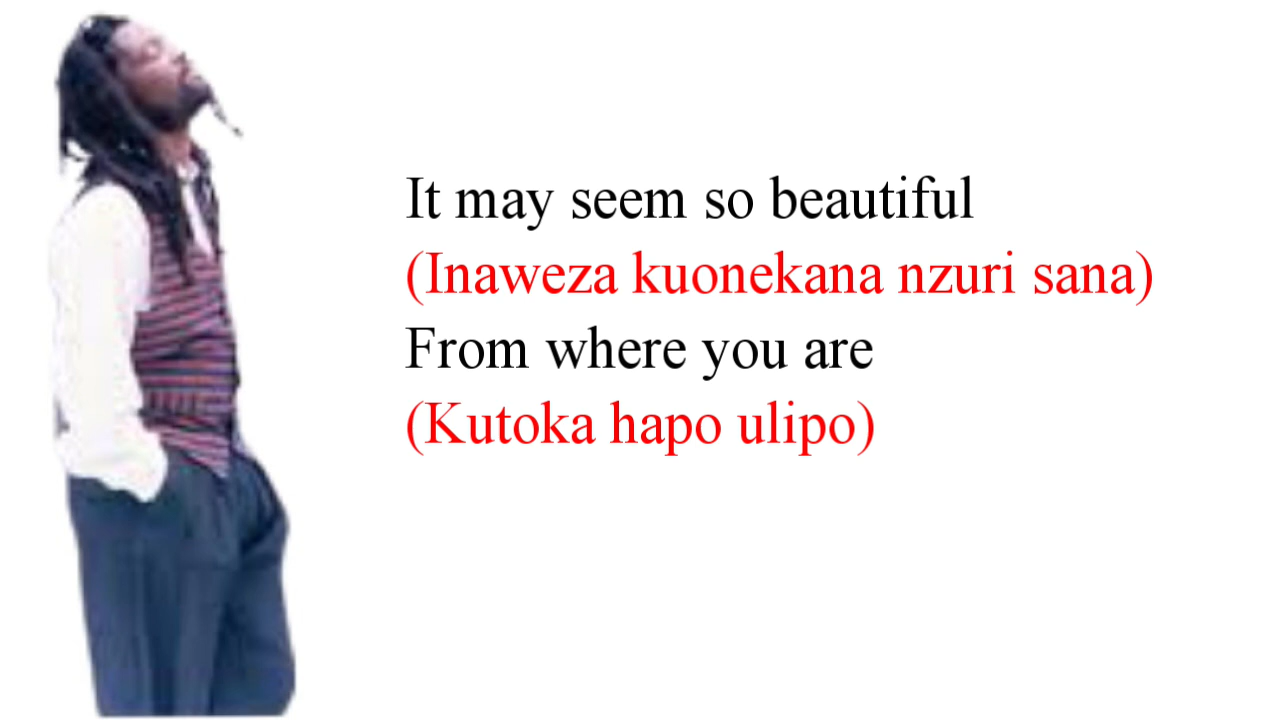 It may seem so beautiful
(Inaweza kuonekana nzuri sana)
From where you are
(Kutoka hapo ulipo)